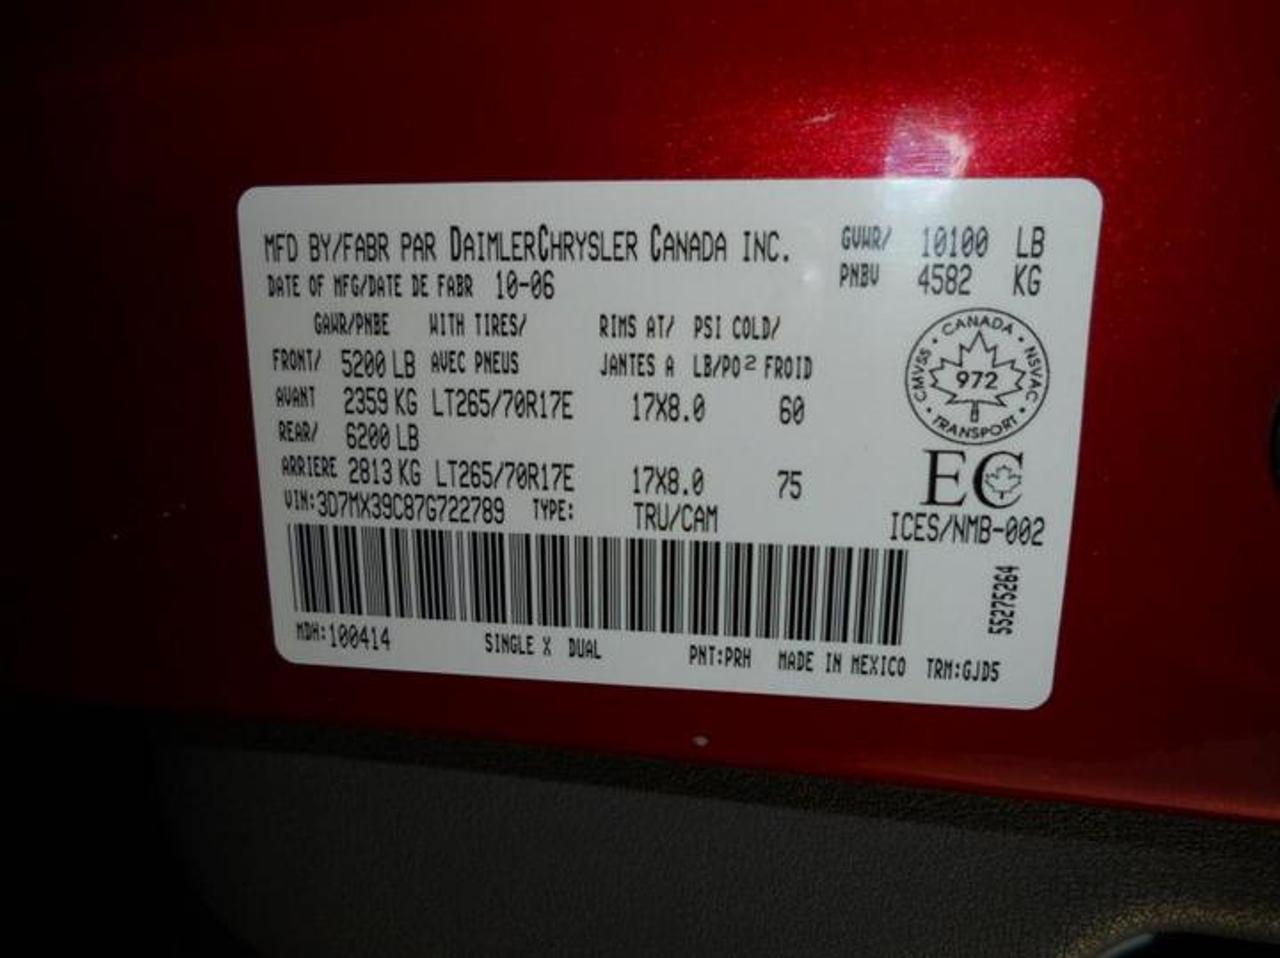 MFD BY/FABR PAR DAIMLERCHRYSLER CANADA INC. GVWR/ 10100 LB
DATE OF MFG/DATE DE FABR 10-06 PNBV 4582 KG
GAWR/PNBE WITH TIRES/ RIMS AT/ PSI COLD/
FRONT/ 5200 LB AVEC PNEUS JANTES A LB/PO2 FROID
AVANT 2359 KG LT265/70R17E 17X8.0 60
REAR/ 6200 LB
ARRIERE 2813 KG LT265/70R17E 17X8.0 75
VIN:3D7MX39C87G722789 TYPE: TRU/CAM
CANADA · NSVAC · TRANSPORT · CMVSS ·
972
EC
ICES/NMB-002
55275264
MDH:100414 SINGLE X DUAL PNT:PRH MADE IN MEXICO TRM:GJD5